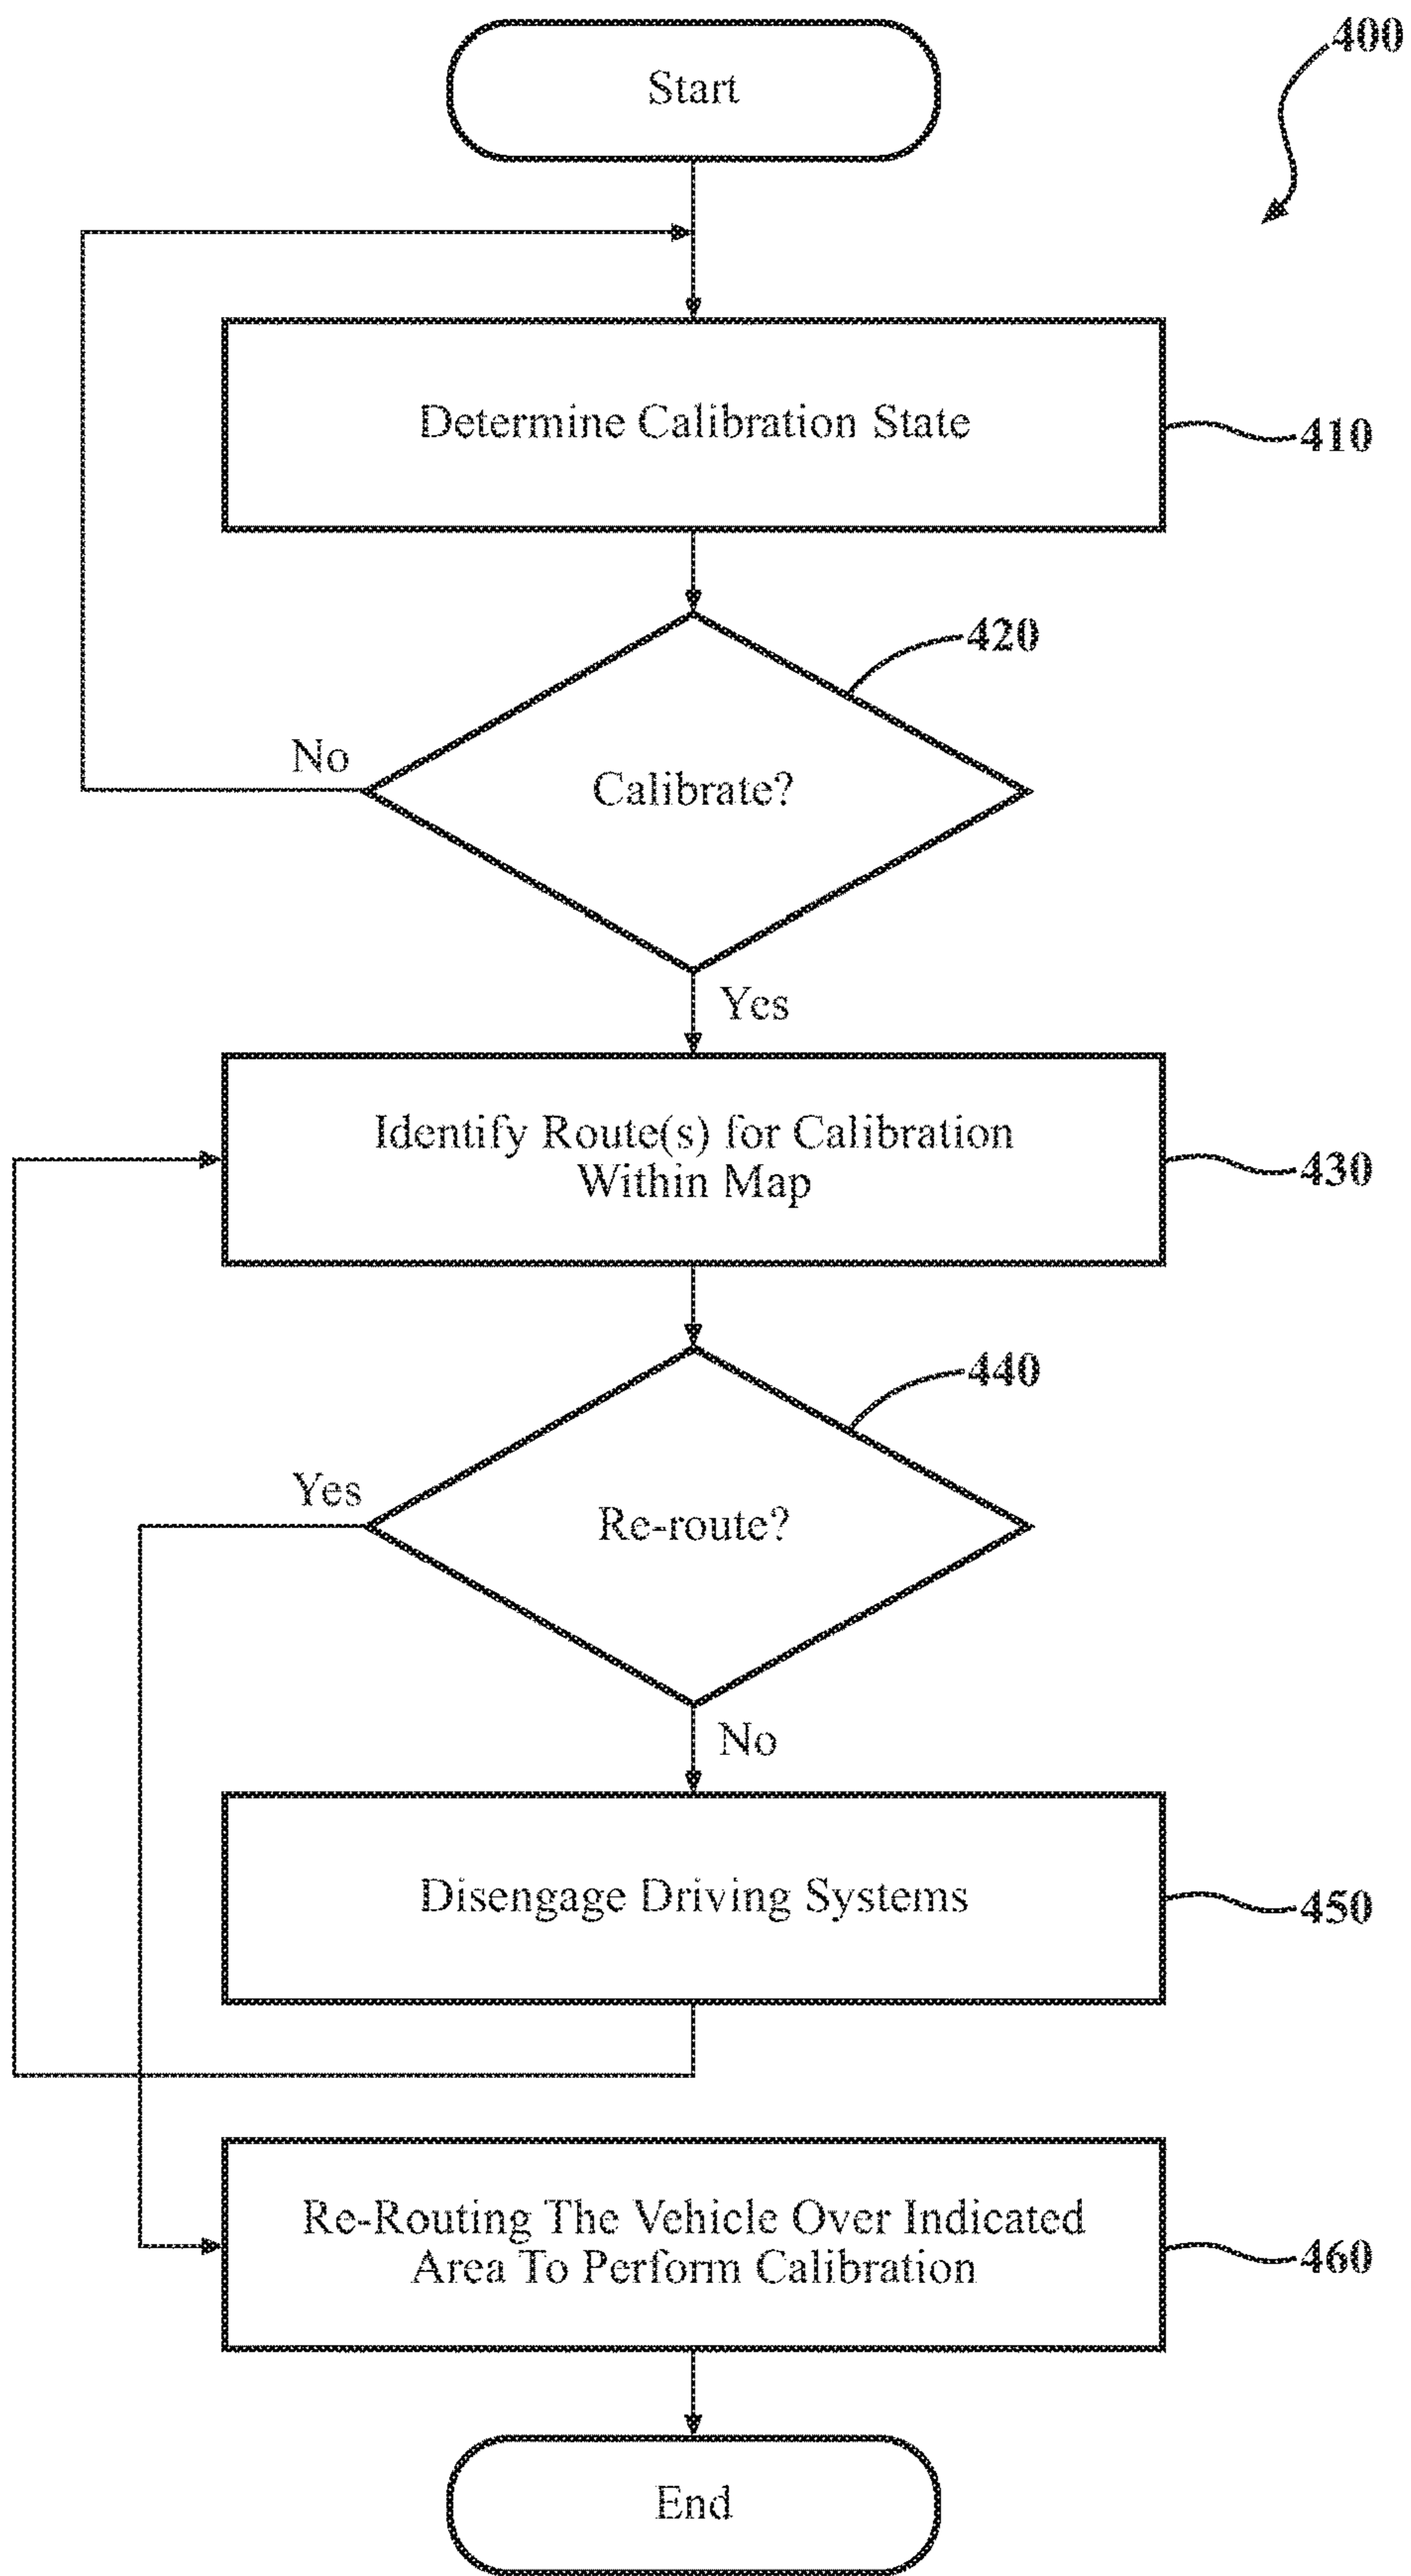 400
Start
Determine Calibration State
410
420
No
Calibrate?
Yes
Identify Route(s) for Calibration
Within Map
430
440
Yes
Re-route?
No
Disengage Driving Systems
450
Re-Routing The Vehicle Over Indicated
Area To Perform Calibration
460
End